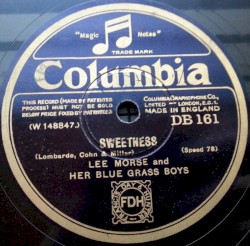 "Magic Notes"
TRADE MARK
Columbia
THIS RECORD (MADE BY PATENTED
PROCESS) MUST NOT BE SOLD
BELOW PRICE FIXED BY PATENTEES
COLUMBIA GRAPHOPHONE CO.
LIMITED LONDON, E.C.1.
MADE IN ENGLAND
(W 148847.)
DB 161
SWEETNESS
(Lombardo, Cohn & Miller)
(Speed 78)
LEE MORSE and
HER BLUE GRASS BOYS
FDH